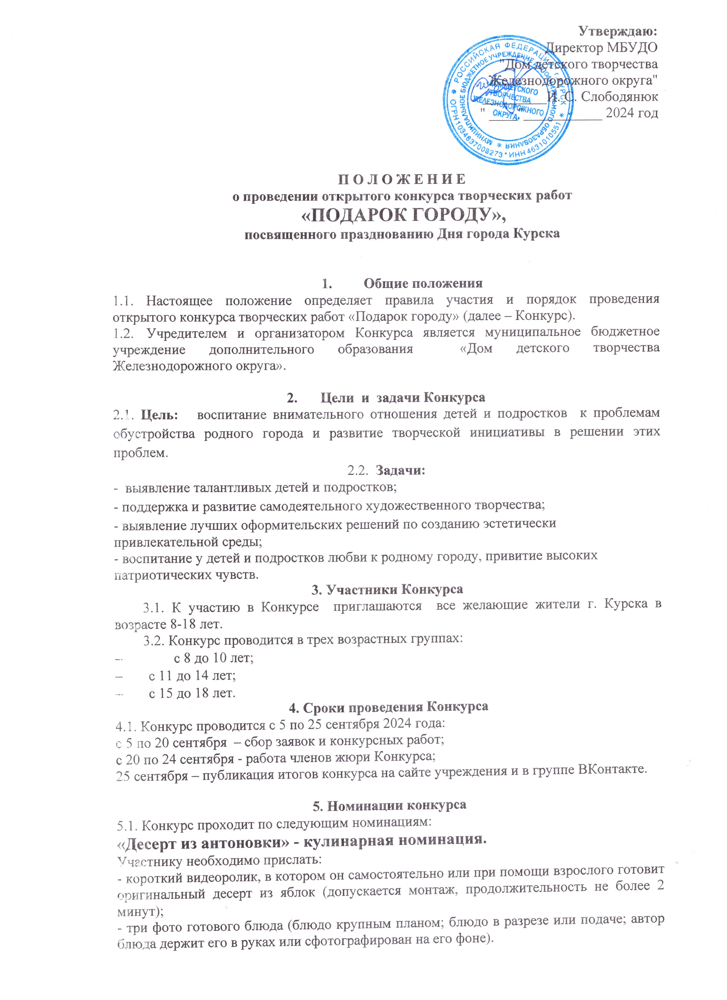 Утверждаю:
Директор МБУДО
"Дом детского творчества
Железнодорожного округа"
__________И. С. Слободянюк
" ____" ___________ 2024 год
РОССИЙСКАЯ ФЕДЕРАЦИЯ * г. КУРСК * ИНН 4631010551 * ОГРН 1034637008273 *
МУНИЦИПАЛЬНОЕ БЮДЖЕТНОЕ УЧРЕЖДЕНИЕ ДОПОЛНИТЕЛЬНОГО ОБРАЗОВАНИЯ *
ДЕТСКОГО
ТВОРЧЕСТВА
ЖЕЛЕЗНОДОРОЖНОГО
ОКРУГА
П О Л О Ж Е Н И Е
о проведении открытого конкурса творческих работ
«ПОДАРОК ГОРОДУ»,
посвященного празднованию Дня города Курска
1. Общие положения
1.1. Настоящее положение определяет правила участия и порядок проведения
открытого конкурса творческих работ «Подарок городу» (далее – Конкурс).
1.2. Учредителем и организатором Конкурса является муниципальное бюджетное
учреждение дополнительного образования «Дом детского творчества
Железнодорожного округа».
2. Цели и задачи Конкурса
2.1. Цель: воспитание внимательного отношения детей и подростков к проблемам
обустройства родного города и развитие творческой инициативы в решении этих
проблем.
2.2. Задачи:
- выявление талантливых детей и подростков;
- поддержка и развитие самодеятельного художественного творчества;
- выявление лучших оформительских решений по созданию эстетически
привлекательной среды;
- воспитание у детей и подростков любви к родному городу, привитие высоких
патриотических чувств.
3. Участники Конкурса
3.1. К участию в Конкурсе приглашаются все желающие жители г. Курска в
возрасте 8-18 лет.
3.2. Конкурс проводится в трех возрастных группах:
– с 8 до 10 лет;
– с 11 до 14 лет;
– с 15 до 18 лет.
4. Сроки проведения Конкурса
4.1. Конкурс проводится с 5 по 25 сентября 2024 года:
с 5 по 20 сентября – сбор заявок и конкурсных работ;
с 20 по 24 сентября - работа членов жюри Конкурса;
25 сентября – публикация итогов конкурса на сайте учреждения и в группе ВКонтакте.
5. Номинации конкурса
5.1. Конкурс проходит по следующим номинациям:
«Десерт из антоновки» - кулинарная номинация.
Участнику необходимо прислать:
- короткий видеоролик, в котором он самостоятельно или при помощи взрослого готовит
оригинальный десерт из яблок (допускается монтаж, продолжительность не более 2
минут);
- три фото готового блюда (блюдо крупным планом; блюдо в разрезе или подаче; автор
блюда держит его в руках или сфотографирован на его фоне).